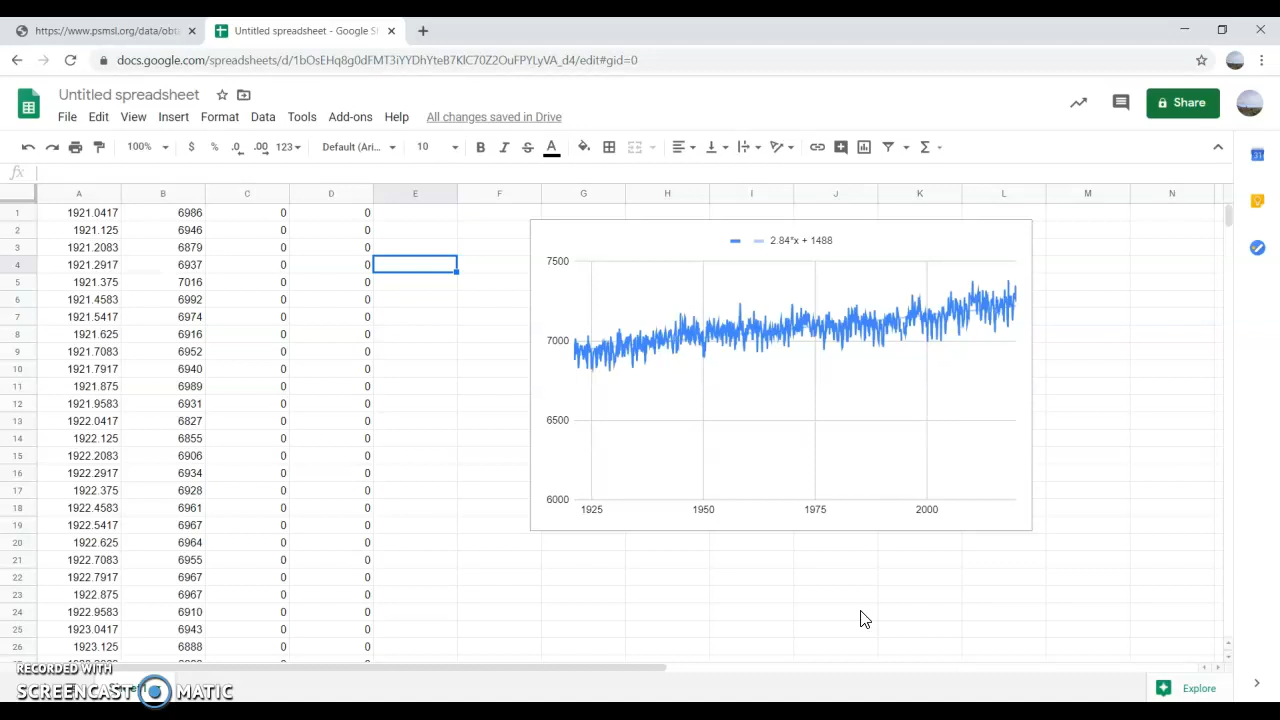 https://www.psmsl.org/data/obt
Untitled spreadsheet - Google S
docs.google.com/spreadsheets/d/1bOsEHq8g0dFMT3iYYDhYteB7KlC70Z2OuFPYLyVA_d4/edit#gid=0
Untitled spreadsheet
File Edit View Insert Format Data Tools Add-ons Help All changes saved in Drive
Share
100% $ % .0 .00 123 Default (Ari... 10 B I S A
fx
A B C D E F G H I J K L M N
1 1921.0417 6986 0 0
2 1921.125 6946 0 0
3 1921.2083 6879 0 0
4 1921.2917 6937 0 0
5 1921.375 7016 0 0
6 1921.4583 6992 0 0
7 1921.5417 6974 0 0
8 1921.625 6916 0 0
9 1921.7083 6952 0 0
10 1921.7917 6940 0 0
11 1921.875 6989 0 0
12 1921.9583 6931 0 0
13 1922.0417 6827 0 0
14 1922.125 6855 0 0
15 1922.2083 6906 0 0
16 1922.2917 6934 0 0
17 1922.375 6928 0 0
18 1922.4583 6961 0 0
19 1922.5417 6967 0 0
20 1922.625 6964 0 0
21 1922.7083 6955 0 0
22 1922.7917 6967 0 0
23 1922.875 6967 0 0
24 1922.9583 6910 0 0
25 1923.0417 6943 0 0
26 1923.125 6888 0 0
2.84*x + 1488
7500
7000
6500
6000
1925 1950 1975 2000
31
RECORDED WITH
SCREENCAST MATIC
Explore